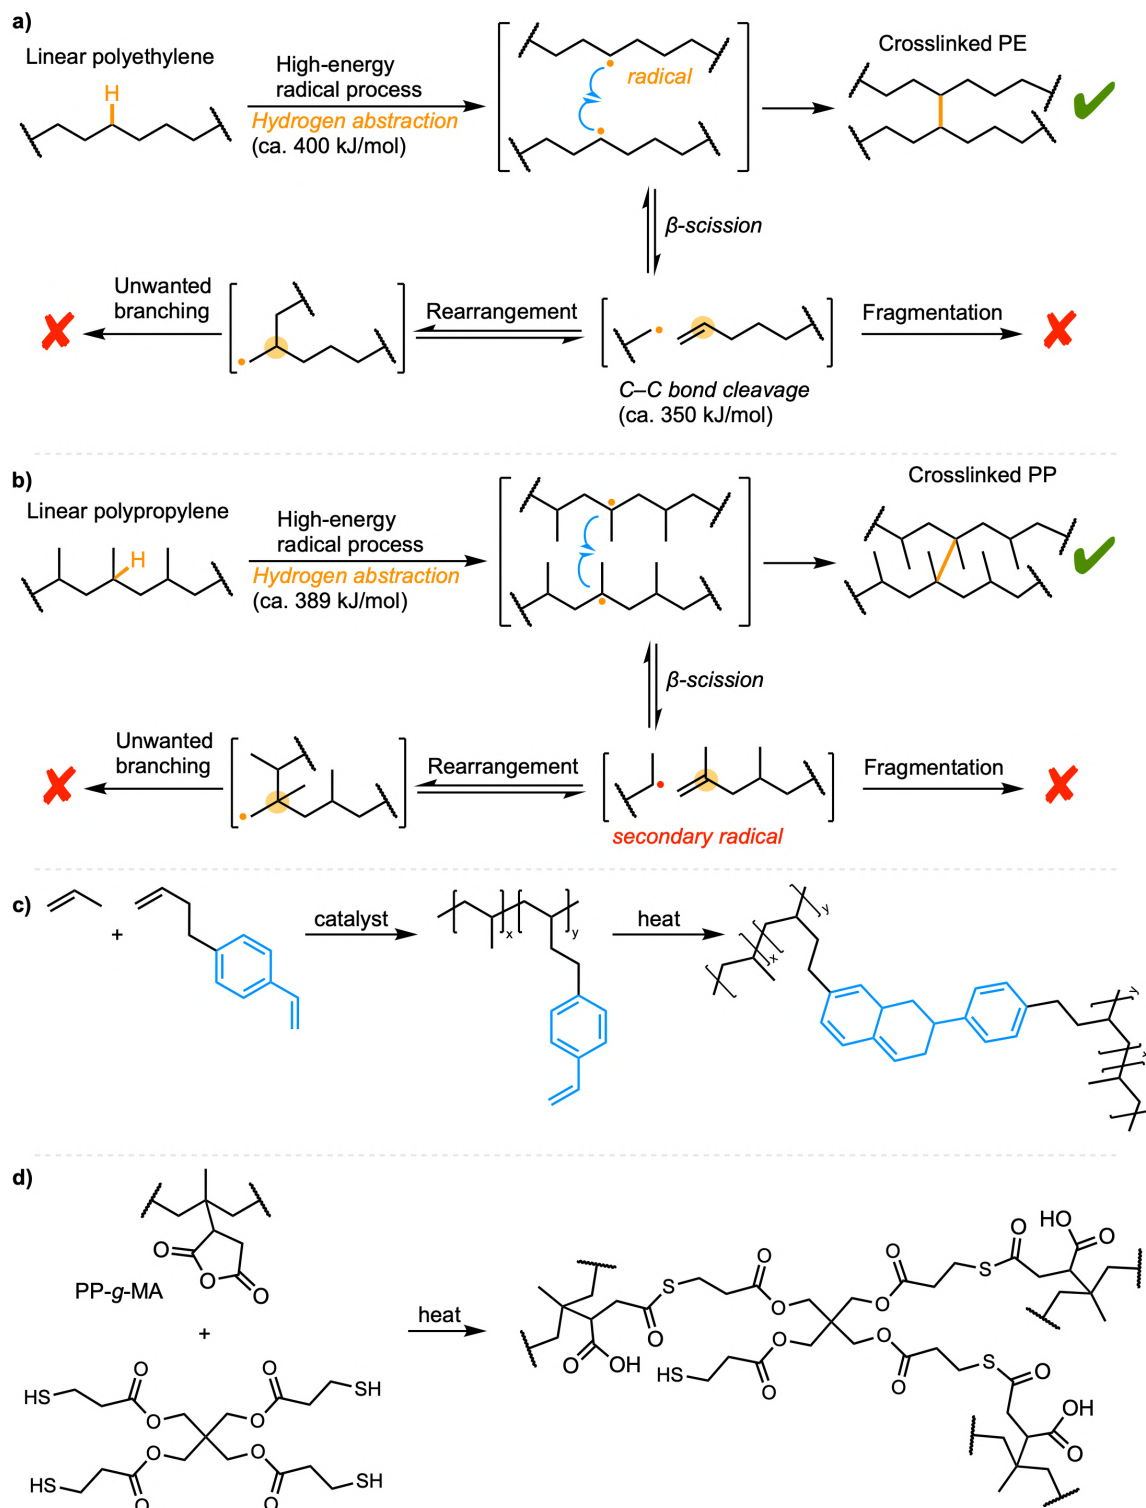 a)
Linear polyethylene
H
High-energy
radical process
Hydrogen abstraction
(ca. 400 kJ/mol)
radical
Crosslinked PE
β-scission
Unwanted
branching
Rearrangement
Fragmentation
C–C bond cleavage
(ca. 350 kJ/mol)
b)
Linear polypropylene
H
High-energy
radical process
Hydrogen abstraction
(ca. 389 kJ/mol)
Crosslinked PP
β-scission
Unwanted
branching
Rearrangement
Fragmentation
secondary radical
c)
+
catalyst
x
y
heat
y
x
y
d)
O
O
O
PP-g-MA
+
HS
O
O
O
O
SH
HS
O
O
O
O
SH
heat
S
O
O
O
OH
O
O
O
O
S
O
HO
O
HS
O
O
O
O
S
O
OH
O